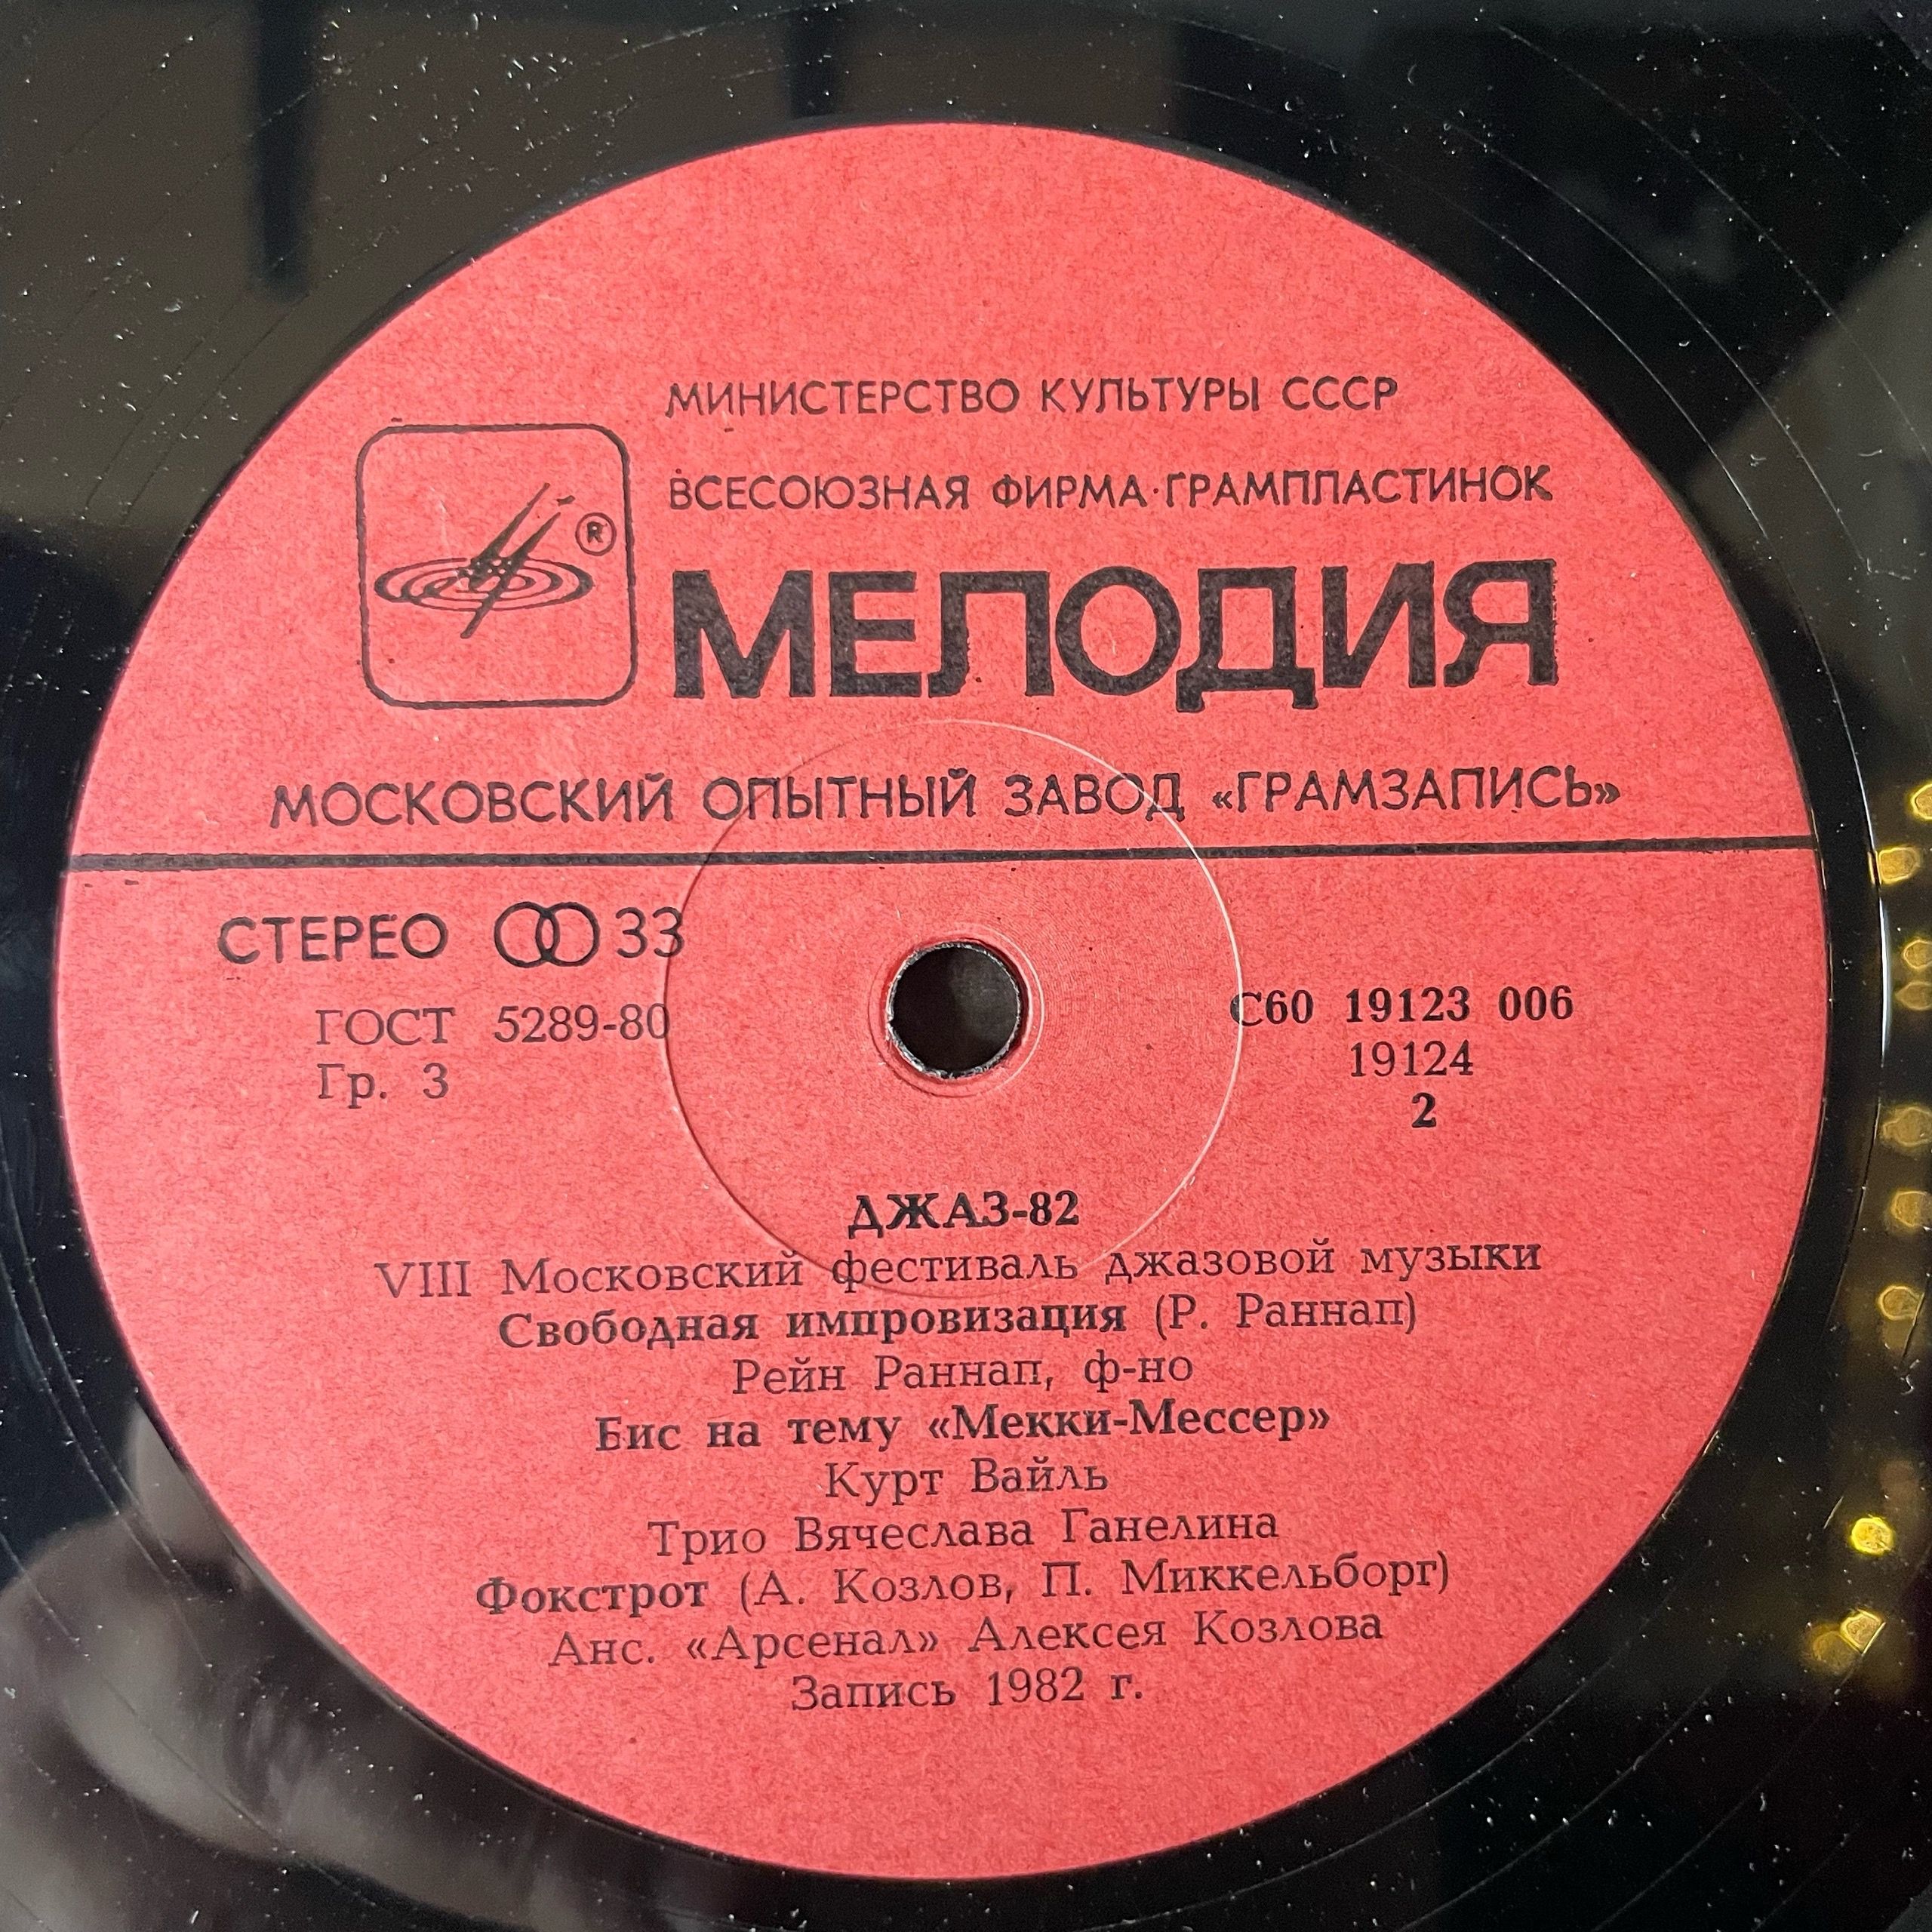 МИНИСТЕРСТВО КУЛЬТУРЫ СССР
ВСЕСОЮЗНАЯ ФИРМА·ГРАМПЛАСТИНОК
®
МЕЛОДИЯ
МОСКОВСКИЙ ОПЫТНЫЙ ЗАВОД «ГРАМЗАПИСЬ»
СТЕРЕО 33
ГОСТ 5289-80
Гр. 3
С60 19123 006
19124
2
ДЖАЗ-82
VIII Московский фестиваль джазовой музыки
Свободная импровизация (Р. Раннап)
Рейн Раннап, ф-но
Бис на тему «Мекки-Мессер»
Курт Вайль
Трио Вячеслава Ганелина
Фокстрот (А. Козлов, П. Миккельборг)
Анс. «Арсенал» Алексея Козлова
Запись 1982 г.